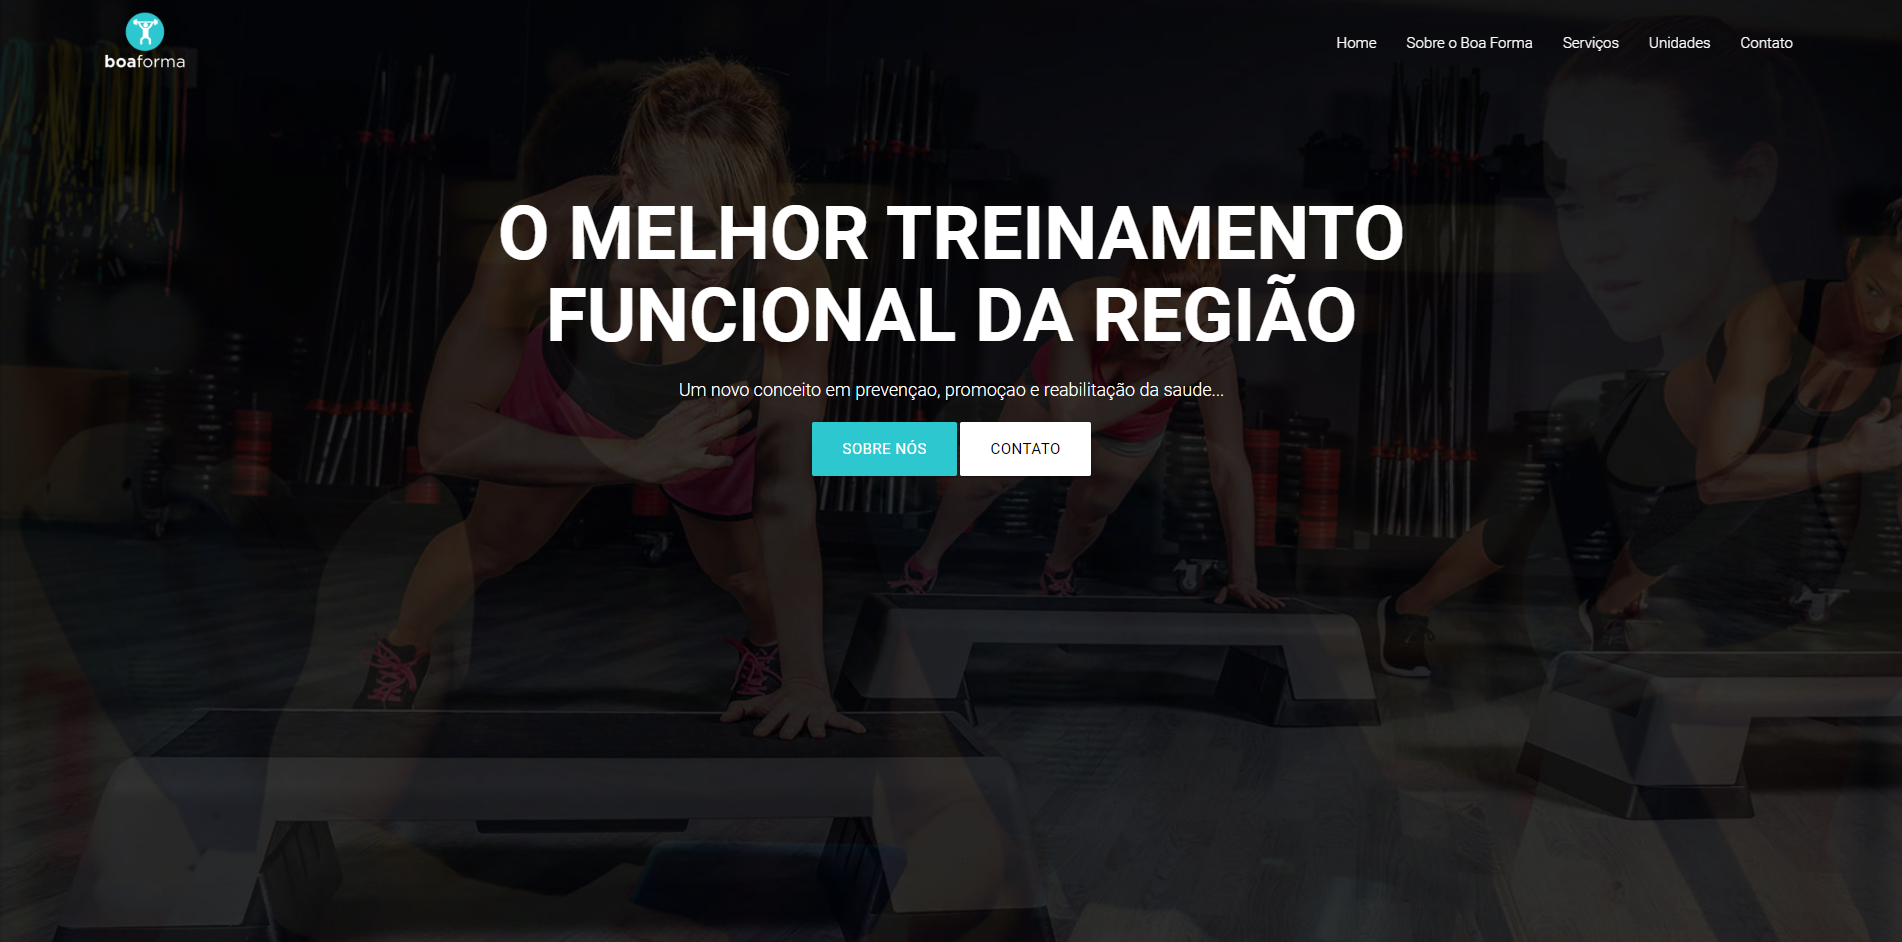 boaforma
Home Sobre o Boa Forma Serviços Unidades Contato
O MELHOR TREINAMENTO
FUNCIONAL DA REGIÃO
Um novo conceito em prevençao, promoçao e reabilitação da saude...
SOBRE NÓS CONTATO